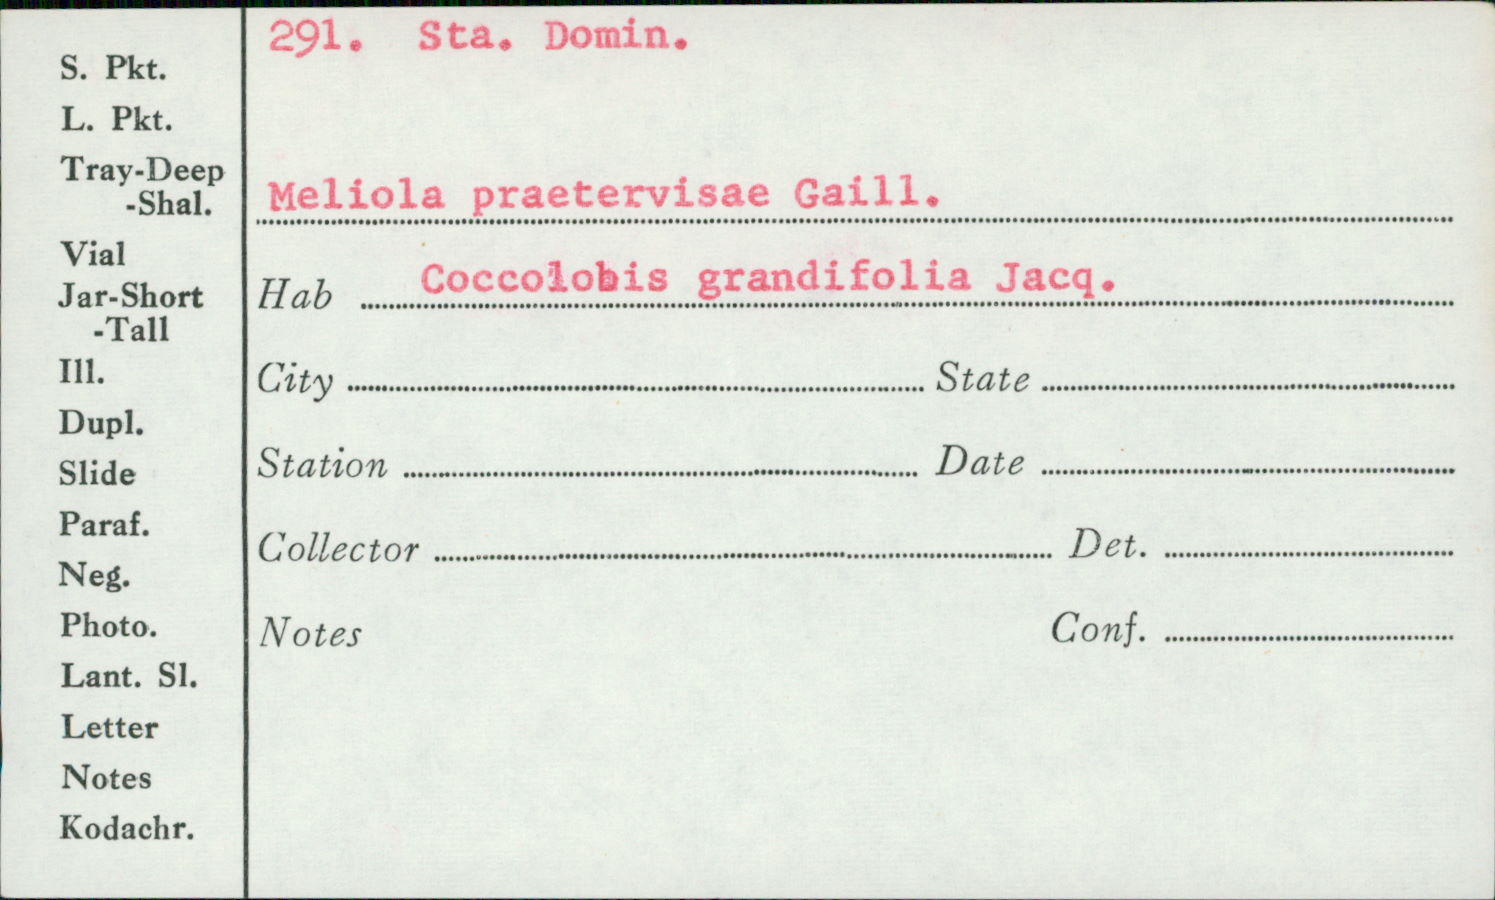 291. Sta. Domin.
S. Pkt.
L. Pkt.
Tray-Deep
-Shal.
Vial
Jar-Short
-Tall
Ill.
Dupl.
Slide
Paraf.
Neg.
Photo.
Lant. Sl.
Letter
Notes
Kodachr.
Meliola praetervisae Gaill.
Hab Coccolobis grandifolia Jacq.
City State
Station Date
Collector Det.
Notes Conf.